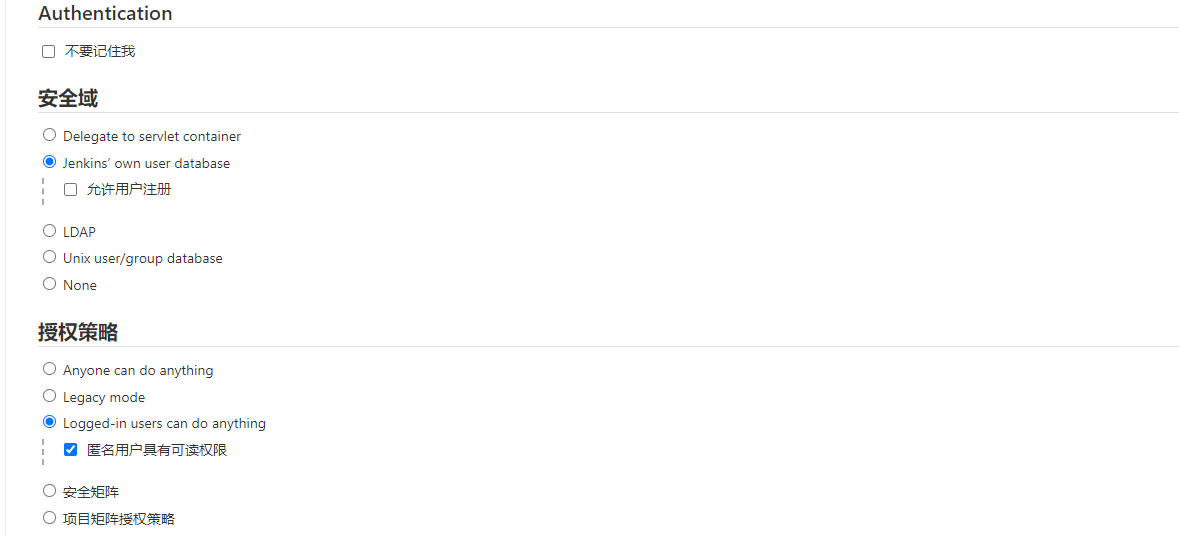 Authentication
不要记住我
安全域
Delegate to servlet container
Jenkins’ own user database
允许用户注册
LDAP
Unix user/group database
None
授权策略
Anyone can do anything
Legacy mode
Logged-in users can do anything
匿名用户具有可读权限
安全矩阵
项目矩阵授权策略